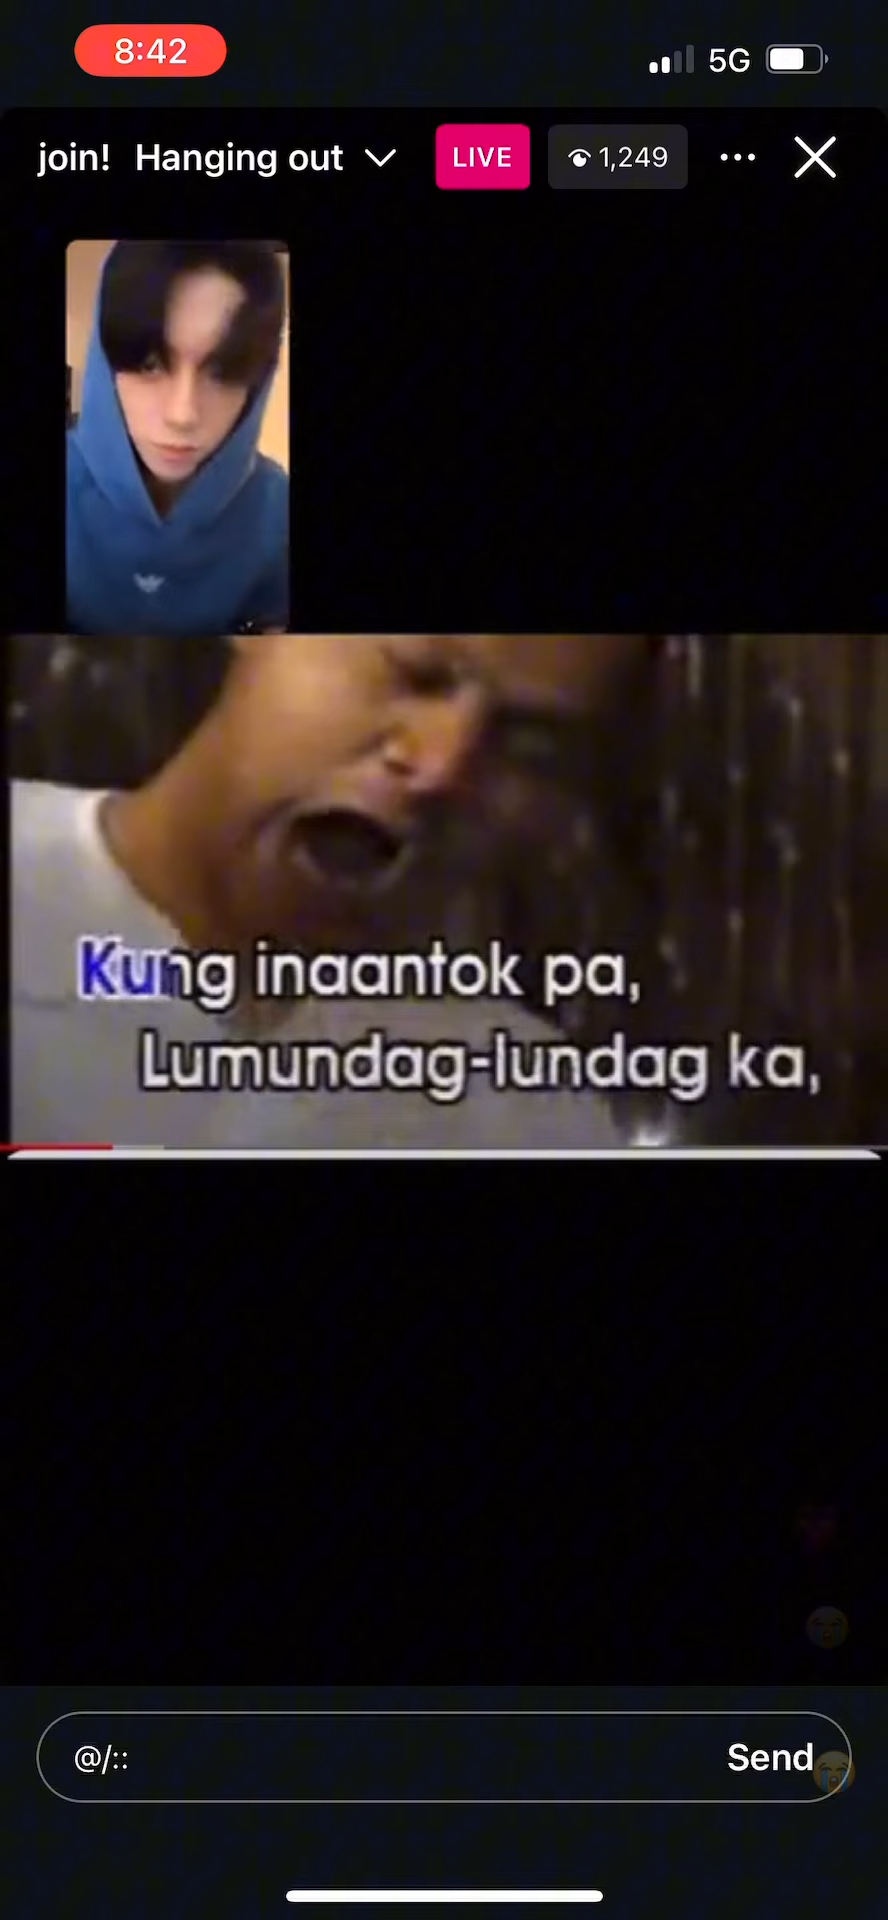 8:42
5G
join! Hanging out
LIVE
1,249
Kung inaantok pa,
Lumundag-lundag ka,
@/::
Send